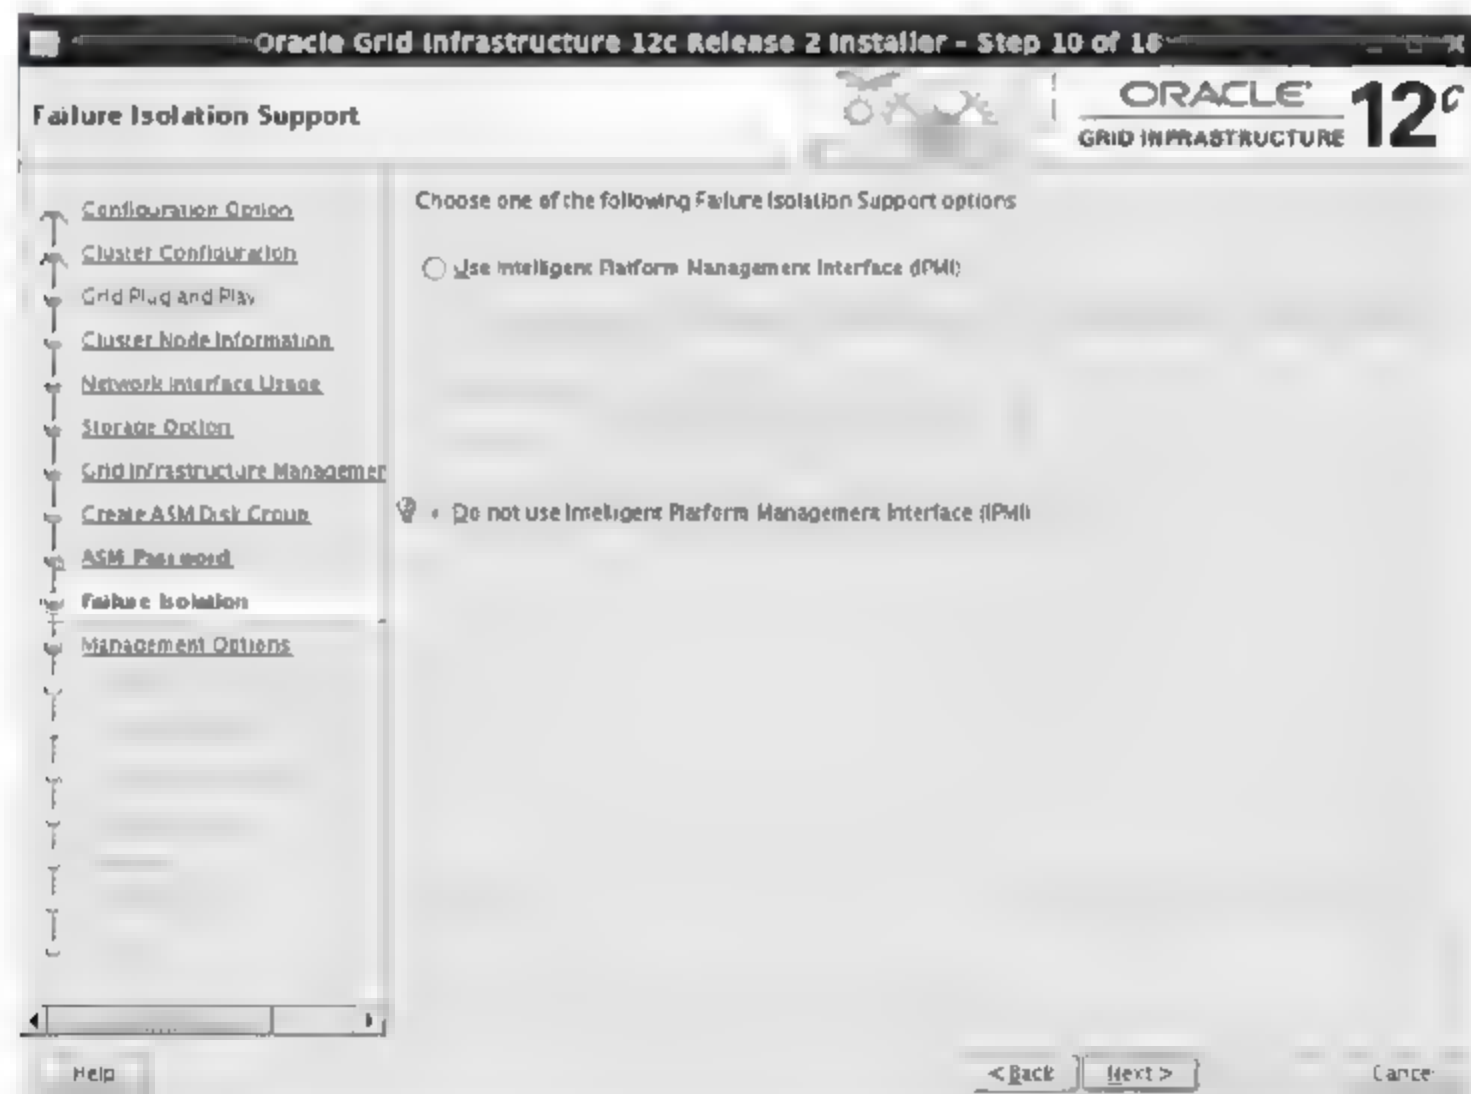 Oracle Grid Infrastructure 12c Release 2 Installer - Step 10 of 18
Failure Isolation Support
ORACLE
GRID INFRASTRUCTURE
12c
Configuration Option
Cluster Configuration
Grid Plug and Play
Cluster Node Information
Network Interface Usage
Storage Option
Grid Infrastructure Managemen
Create ASM Disk Group
ASM Password
Failure Isolation
Management Options
Choose one of the following Failure Isolation Support options
Use Intelligent Platform Management Interface (IPMI)
Do not use Intelligent Platform Management Interface (IPMI)
Help
< Back
Next >
Cancel